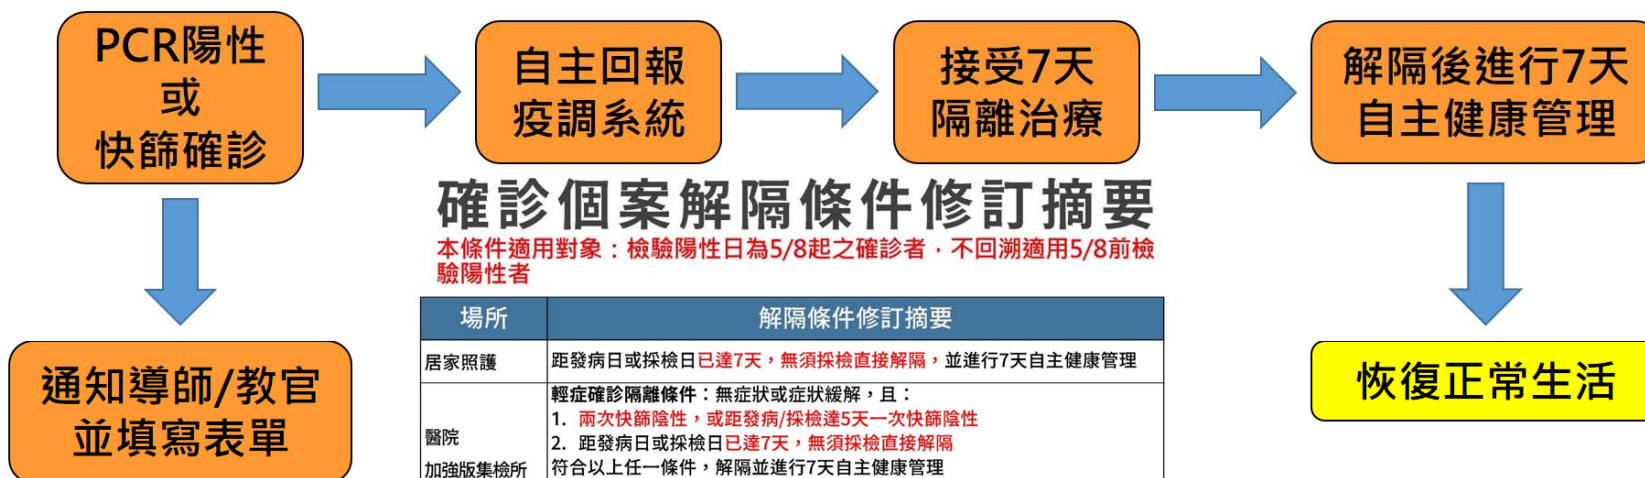 PCR陽性
或
快篩確診
自主回報
疫調系統
接受7天
隔離治療
解隔後進行7天
自主健康管理
通知導師/教官
並填寫表單
確診個案解隔條件修訂摘要
本條件適用對象：檢驗陽性日為5/8起之確診者，不回溯適用5/8前檢
驗陽性者
場所 解隔條件修訂摘要
居家照護 距發病日或採檢日已達7天，無須採檢直接解隔，並進行7天自主健康管理
醫院
加強版集檢所
輕症確診隔離條件：無症狀或症狀緩解，且：
1. 兩次快篩陰性，或距發病/採檢達5天一次快篩陰性
2. 距發病日或採檢日已達7天，無須採檢直接解隔
符合以上任一條件，解隔並進行7天自主健康管理
恢復正常生活